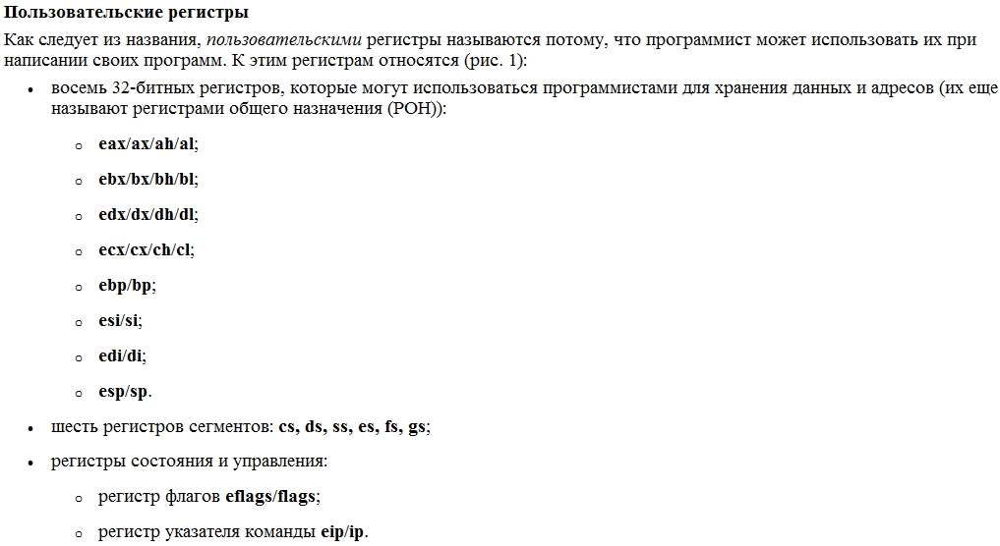 Пользовательские регистры
Как следует из названия, пользовательскими регистры называются потому, что программист может использовать их при
написании своих программ. К этим регистрам относятся (рис. 1):
• восемь 32-битных регистров, которые могут использоваться программистами для хранения данных и адресов (их еще
называют регистрами общего назначения (РОН)):
o eax/ax/ah/al;
o ebx/bx/bh/bl;
o edx/dx/dh/dl;
o ecx/cx/ch/cl;
o ebp/bp;
o esi/si;
o edi/di;
o esp/sp.
• шесть регистров сегментов: cs, ds, ss, es, fs, gs;
• регистры состояния и управления:
o регистр флагов eflags/flags;
o регистр указателя команды eip/ip.